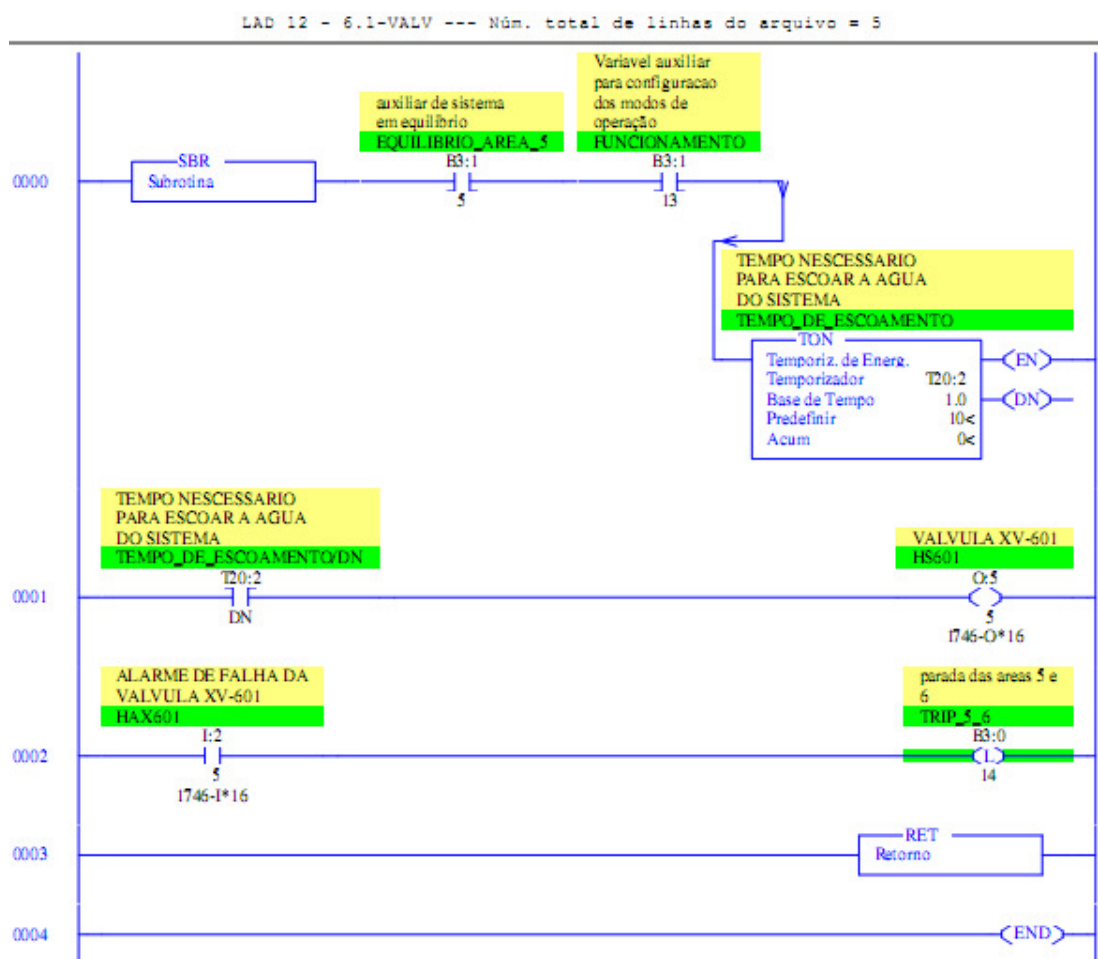 LAD 12 - 6.1-VALV --- Núm. total de linhas do arquivo = 5
Variavel auxiliar
para configuracao
dos modos de
operação
FUNCIONAMENTO
B3:1
13
auxiliar de sistema
em equilibrio
EQUILIBRIO_AREA_5
B3:1
5
0000
SBR
Subrotina
TEMPO NESCESSARIO
PARA ESCOAR A AGUA
DO SISTEMA
TEMPO_DE_ESCOAMENTO
TON
Temporiz. de Energ.
Temporizador T20:2
Base de Tempo 1.0
Predefinir 10<
Acum 0<
EN
DN
TEMPO NESCESSARIO
PARA ESCOAR A AGUA
DO SISTEMA
TEMPO_DE_ESCOAMENTO/DN
T20:2
DN
VALVULA XV-601
HS601
O:5
5
1746-O*16
0001
ALARME DE FALHA DA
VALVULA XV-601
HAX601
I:2
5
1746-I*16
parada das areas 5 e
6
TRIP_5_6
B3:0
L
14
0002
0003
RET
Retorno
0004
END